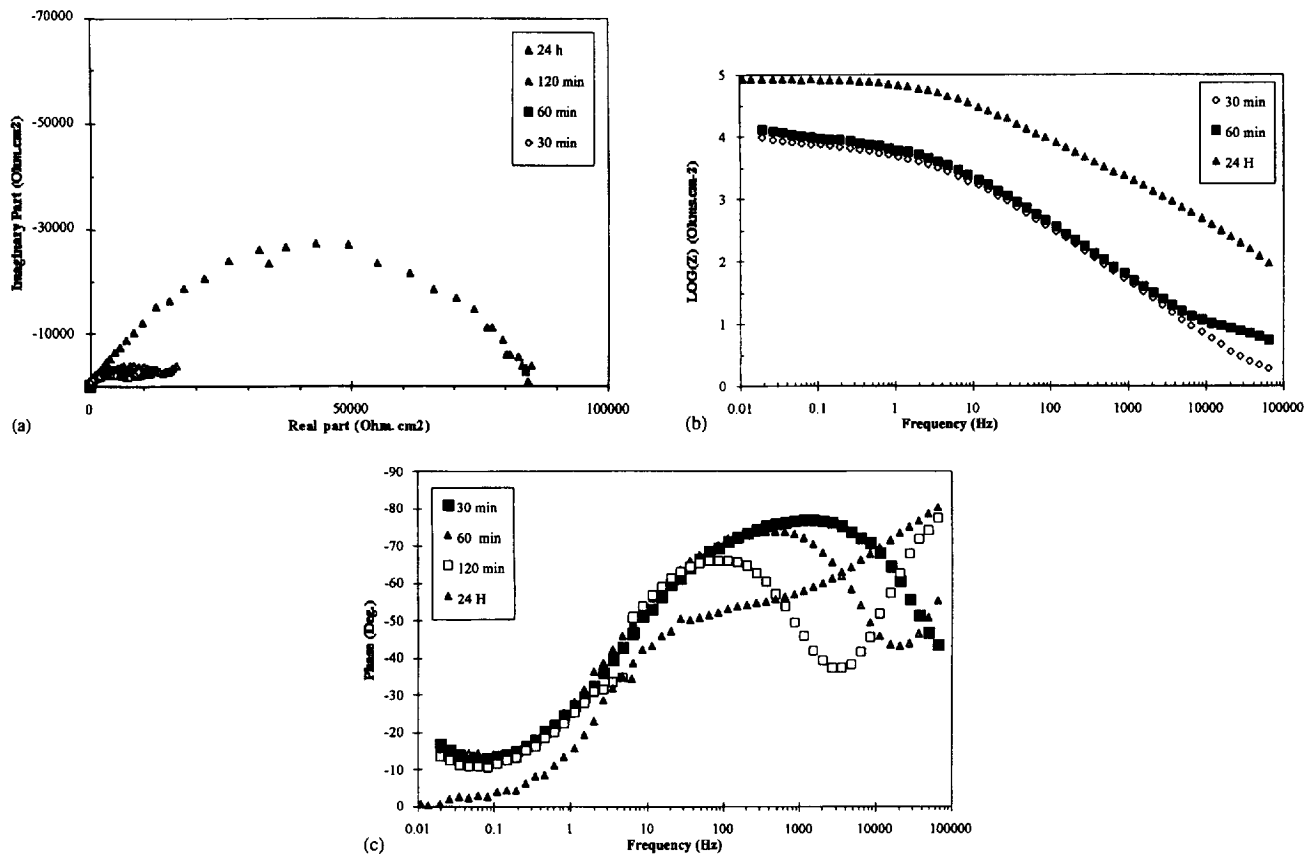 -70000
-50000
-30000
-10000
0
Imaginary Part (Ohm.cm2)
24 h
120 min
60 min
30 min
0
50000
100000
Real part (Ohm. cm2)
(a)
5
4
3
2
1
0
LOG(Z) (Ohms.cm-2)
30 min
60 min
24 H
0.01
0.1
1
10
100
1000
10000
100000
Frequency (Hz)
(b)
-90
-80
-70
-60
-50
-40
-30
-20
-10
0
Phase (Deg.)
30 min
60 min
120 min
24 H
0.01
0.1
1
10
100
1000
10000
100000
Frequency (Hz)
(c)